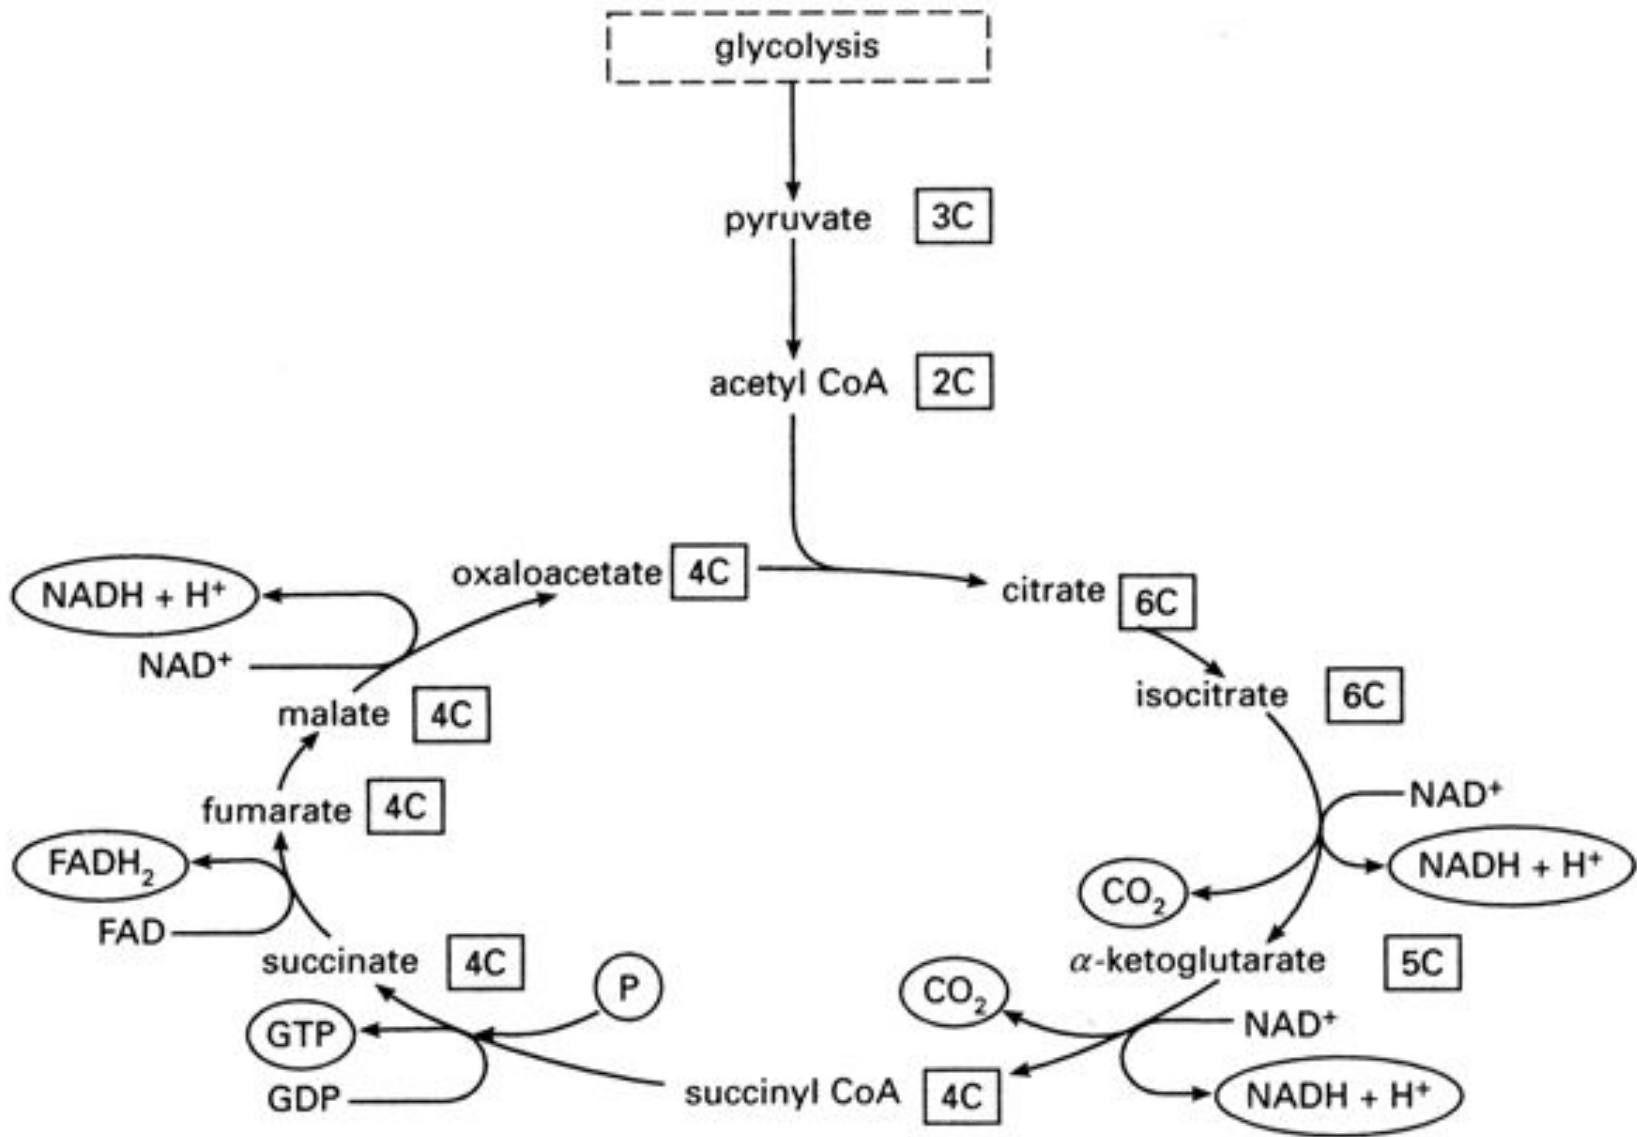 glycolysis
pyruvate 3C
acetyl CoA 2C
oxaloacetate 4C
citrate 6C
isocitrate 6C
NAD⁺
NADH + H⁺
CO₂
α-ketoglutarate 5C
NAD⁺
NADH + H⁺
CO₂
succinyl CoA 4C
P
GDP
GTP
succinate 4C
FAD
FADH₂
fumarate 4C
malate 4C
NAD⁺
NADH + H⁺